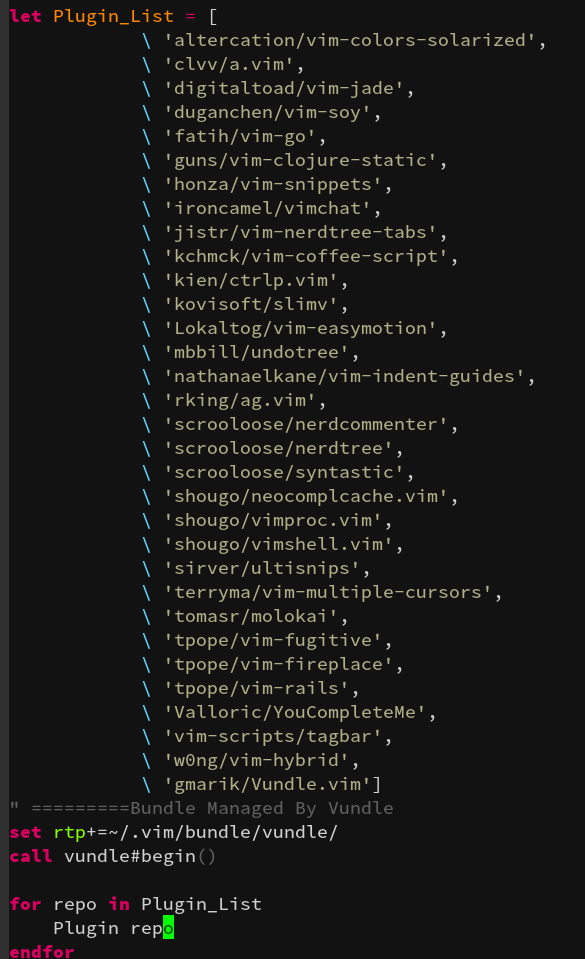 let Plugin_List = [
            \ 'altercation/vim-colors-solarized',
            \ 'clvv/a.vim',
            \ 'digitaltoad/vim-jade',
            \ 'duganchen/vim-soy',
            \ 'fatih/vim-go',
            \ 'guns/vim-clojure-static',
            \ 'honza/vim-snippets',
            \ 'ironcamel/vimchat',
            \ 'jistr/vim-nerdtree-tabs',
            \ 'kchmck/vim-coffee-script',
            \ 'kien/ctrlp.vim',
            \ 'kovisoft/slimv',
            \ 'Lokaltog/vim-easymotion',
            \ 'mbbill/undotree',
            \ 'nathanaelkane/vim-indent-guides',
            \ 'rking/ag.vim',
            \ 'scrooloose/nerdcommenter',
            \ 'scrooloose/nerdtree',
            \ 'scrooloose/syntastic',
            \ 'shougo/neocomplcache.vim',
            \ 'shougo/vimproc.vim',
            \ 'shougo/vimshell.vim',
            \ 'sirver/ultisnips',
            \ 'terryma/vim-multiple-cursors',
            \ 'tomasr/molokai',
            \ 'tpope/vim-fugitive',
            \ 'tpope/vim-fireplace',
            \ 'tpope/vim-rails',
            \ 'Valloric/YouCompleteMe',
            \ 'vim-scripts/tagbar',
            \ 'w0ng/vim-hybrid',
            \ 'gmarik/Vundle.vim']
" =========Bundle Managed By Vundle
set rtp+=~/.vim/bundle/vundle/
call vundle#begin()

for repo in Plugin_List
    Plugin repo
endfor